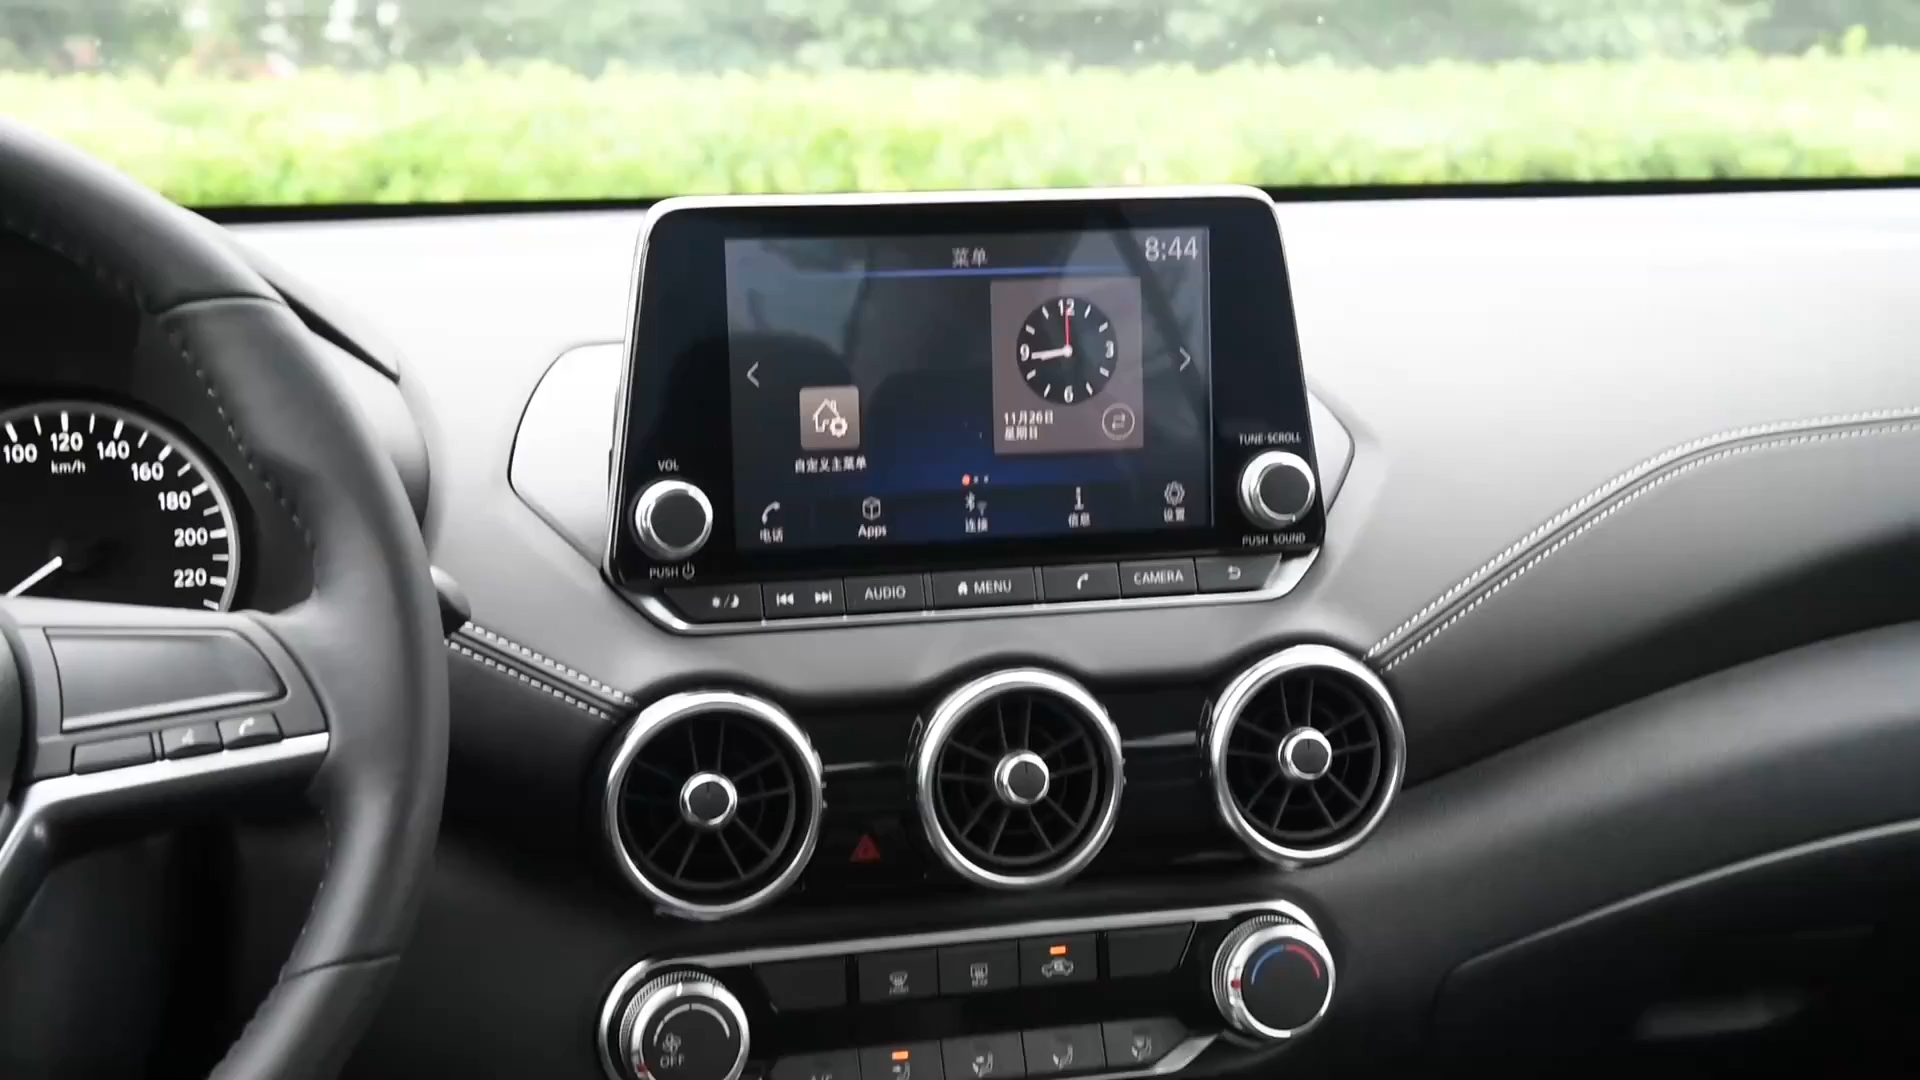 菜单
8:44
12
9
3
6
11月26日
星期日
自定义主菜单
电话
Apps
连接
信息
设置
VOL
PUSH
TUNE·SCROLL
PUSH SOUND
AUDIO
MENU
CAMERA
100
120
140
km/h
160
180
200
220
OFF